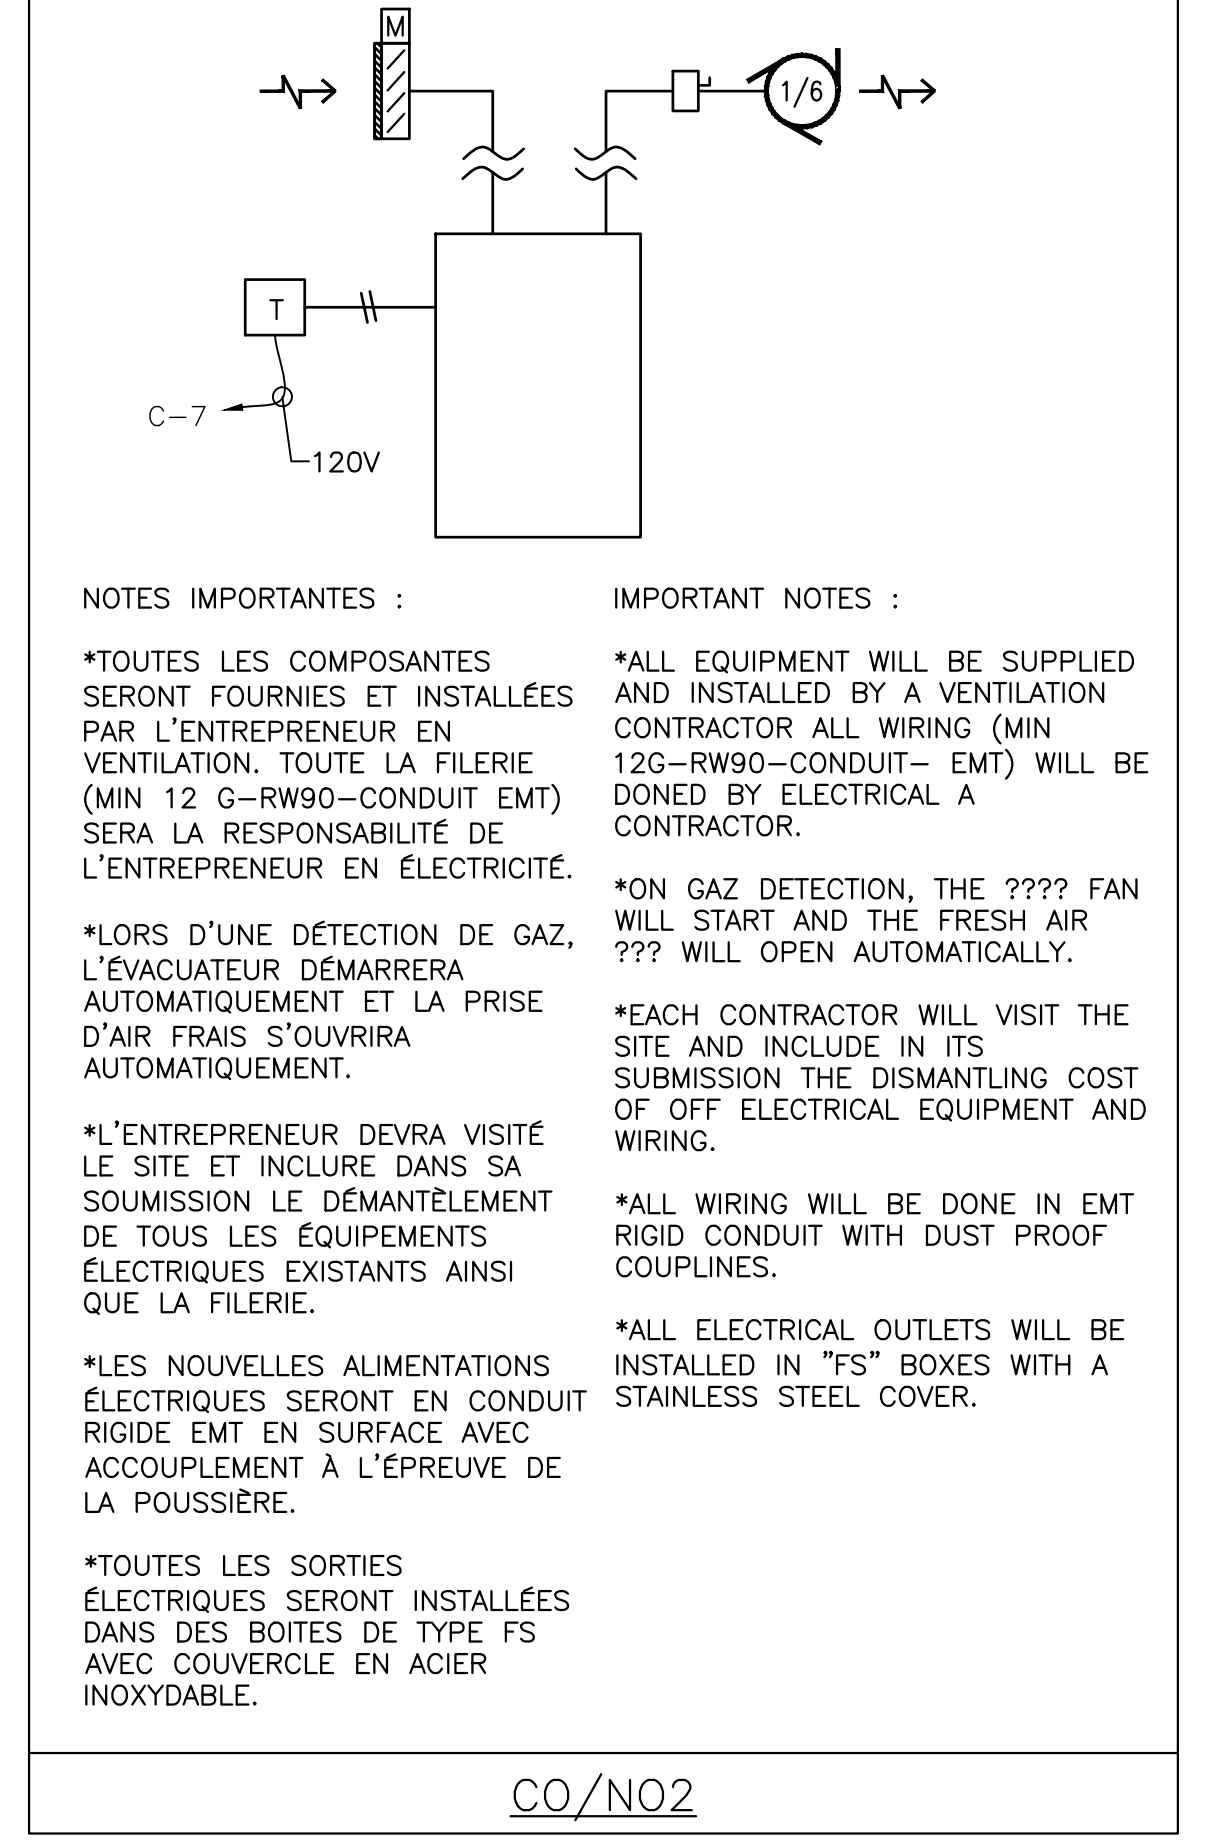 M
1/6
T
C-7
120V
NOTES IMPORTANTES :
*TOUTES LES COMPOSANTES
SERONT FOURNIES ET INSTALLÉES
PAR L'ENTREPRENEUR EN
VENTILATION. TOUTE LA FILERIE
(MIN 12 G-RW90-CONDUIT EMT)
SERA LA RESPONSABILITÉ DE
L'ENTREPRENEUR EN ÉLECTRICITÉ.
*LORS D'UNE DÉTECTION DE GAZ,
L'ÉVACUATEUR DÉMARRERA
AUTOMATIQUEMENT ET LA PRISE
D'AIR FRAIS S'OUVRIRA
AUTOMATIQUEMENT.
*L'ENTREPRENEUR DEVRA VISITÉ
LE SITE ET INCLURE DANS SA
SOUMISSION LE DÉMANTÈLEMENT
DE TOUS LES ÉQUIPEMENTS
ÉLECTRIQUES EXISTANTS AINSI
QUE LA FILERIE.
*LES NOUVELLES ALIMENTATIONS
ÉLECTRIQUES SERONT EN CONDUIT
RIGIDE EMT EN SURFACE AVEC
ACCOUPLEMENT À L'ÉPREUVE DE
LA POUSSIÈRE.
*TOUTES LES SORTIES
ÉLECTRIQUES SERONT INSTALLÉES
DANS DES BOITES DE TYPE FS
AVEC COUVERCLE EN ACIER
INOXYDABLE.
IMPORTANT NOTES :
*ALL EQUIPMENT WILL BE SUPPLIED
AND INSTALLED BY A VENTILATION
CONTRACTOR ALL WIRING (MIN
12G-RW90-CONDUIT- EMT) WILL BE
DONED BY ELECTRICAL A
CONTRACTOR.
*ON GAZ DETECTION, THE ???? FAN
WILL START AND THE FRESH AIR
??? WILL OPEN AUTOMATICALLY.
*EACH CONTRACTOR WILL VISIT THE
SITE AND INCLUDE IN ITS
SUBMISSION THE DISMANTLING COST
OF OFF ELECTRICAL EQUIPMENT AND
WIRING.
*ALL WIRING WILL BE DONE IN EMT
RIGID CONDUIT WITH DUST PROOF
COUPLINES.
*ALL ELECTRICAL OUTLETS WILL BE
INSTALLED IN "FS" BOXES WITH A
STAINLESS STEEL COVER.
CO/NO2